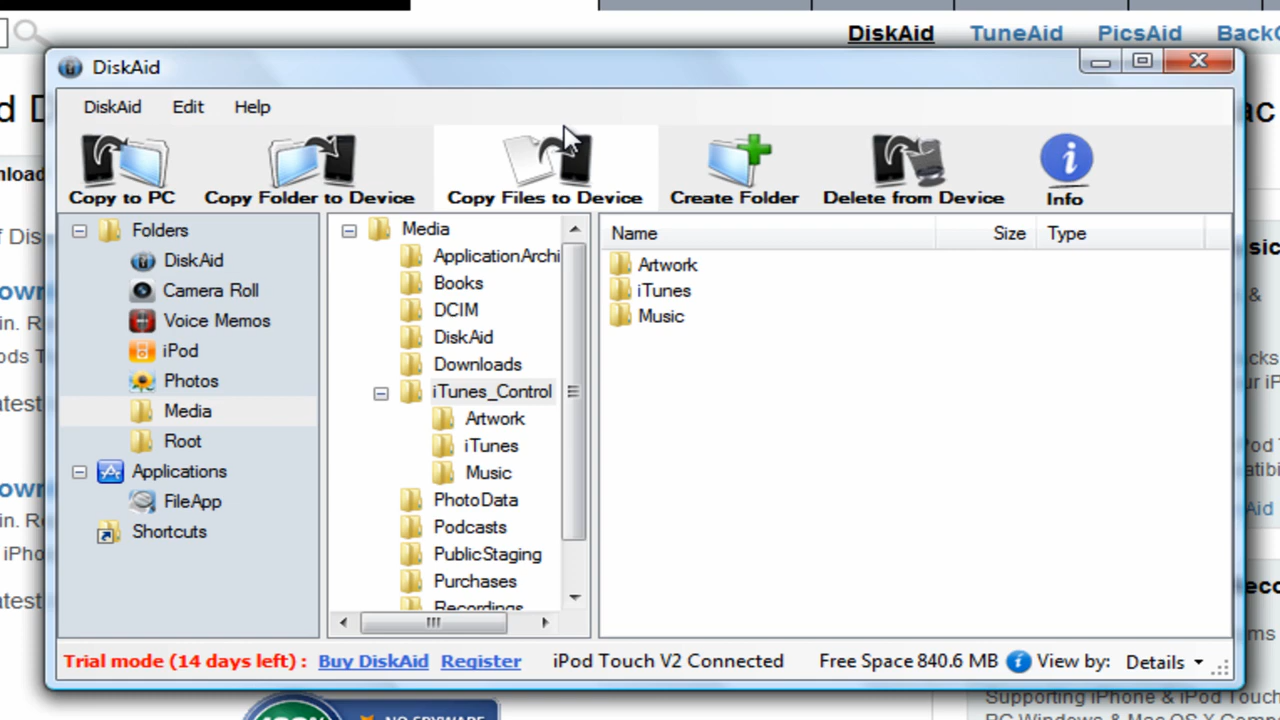 DiskAid TuneAid PicsAid
DiskAid
DiskAid Edit Help
Copy to PC
Copy Folder to Device
Copy Files to Device
Create Folder
Delete from Device
Info
Folders
DiskAid
Camera Roll
Voice Memos
iPod
Photos
Media
Root
Applications
FileApp
Shortcuts
Media
ApplicationArchi
Books
DCIM
DiskAid
Downloads
iTunes_Control
Artwork
iTunes
Music
PhotoData
Podcasts
PublicStaging
Purchases
Recordings
Name Size Type
Artwork
iTunes
Music
Trial mode (14 days left) : Buy DiskAid Register iPod Touch V2 Connected Free Space 840.6 MB View by: Details
NO SPYWARE
Supporting iPhone & iPod Touch